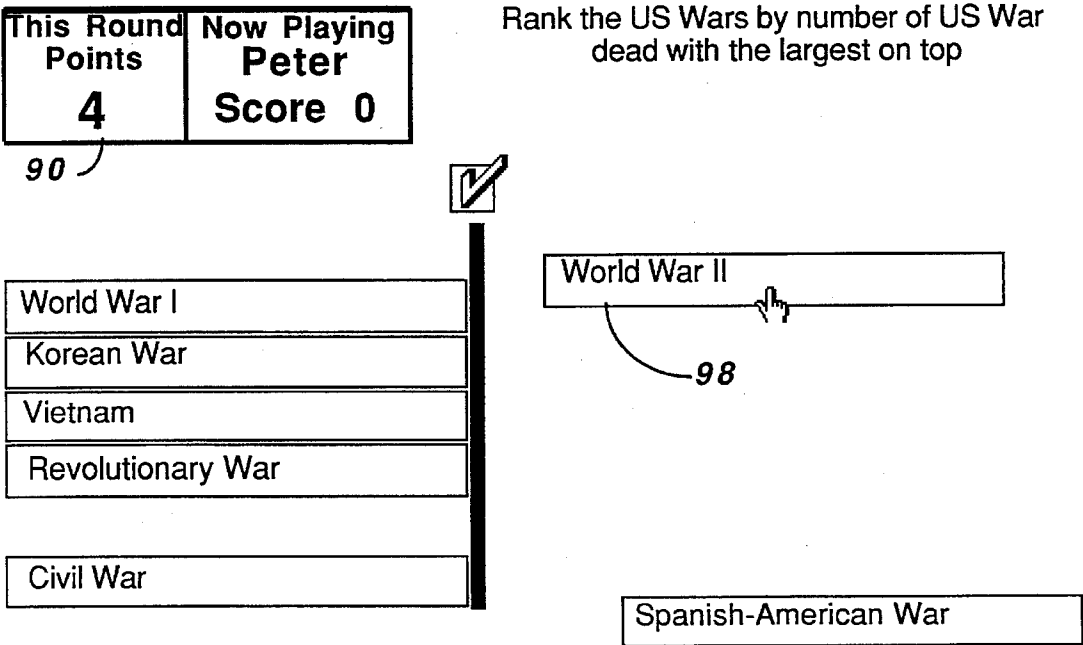 This Round
Points
4
Now Playing
Peter
Score 0
Rank the US Wars by number of US War
dead with the largest on top
90
World War I
Korean War
Vietnam
Revolutionary War
Civil War
World War II
98
Spanish-American War